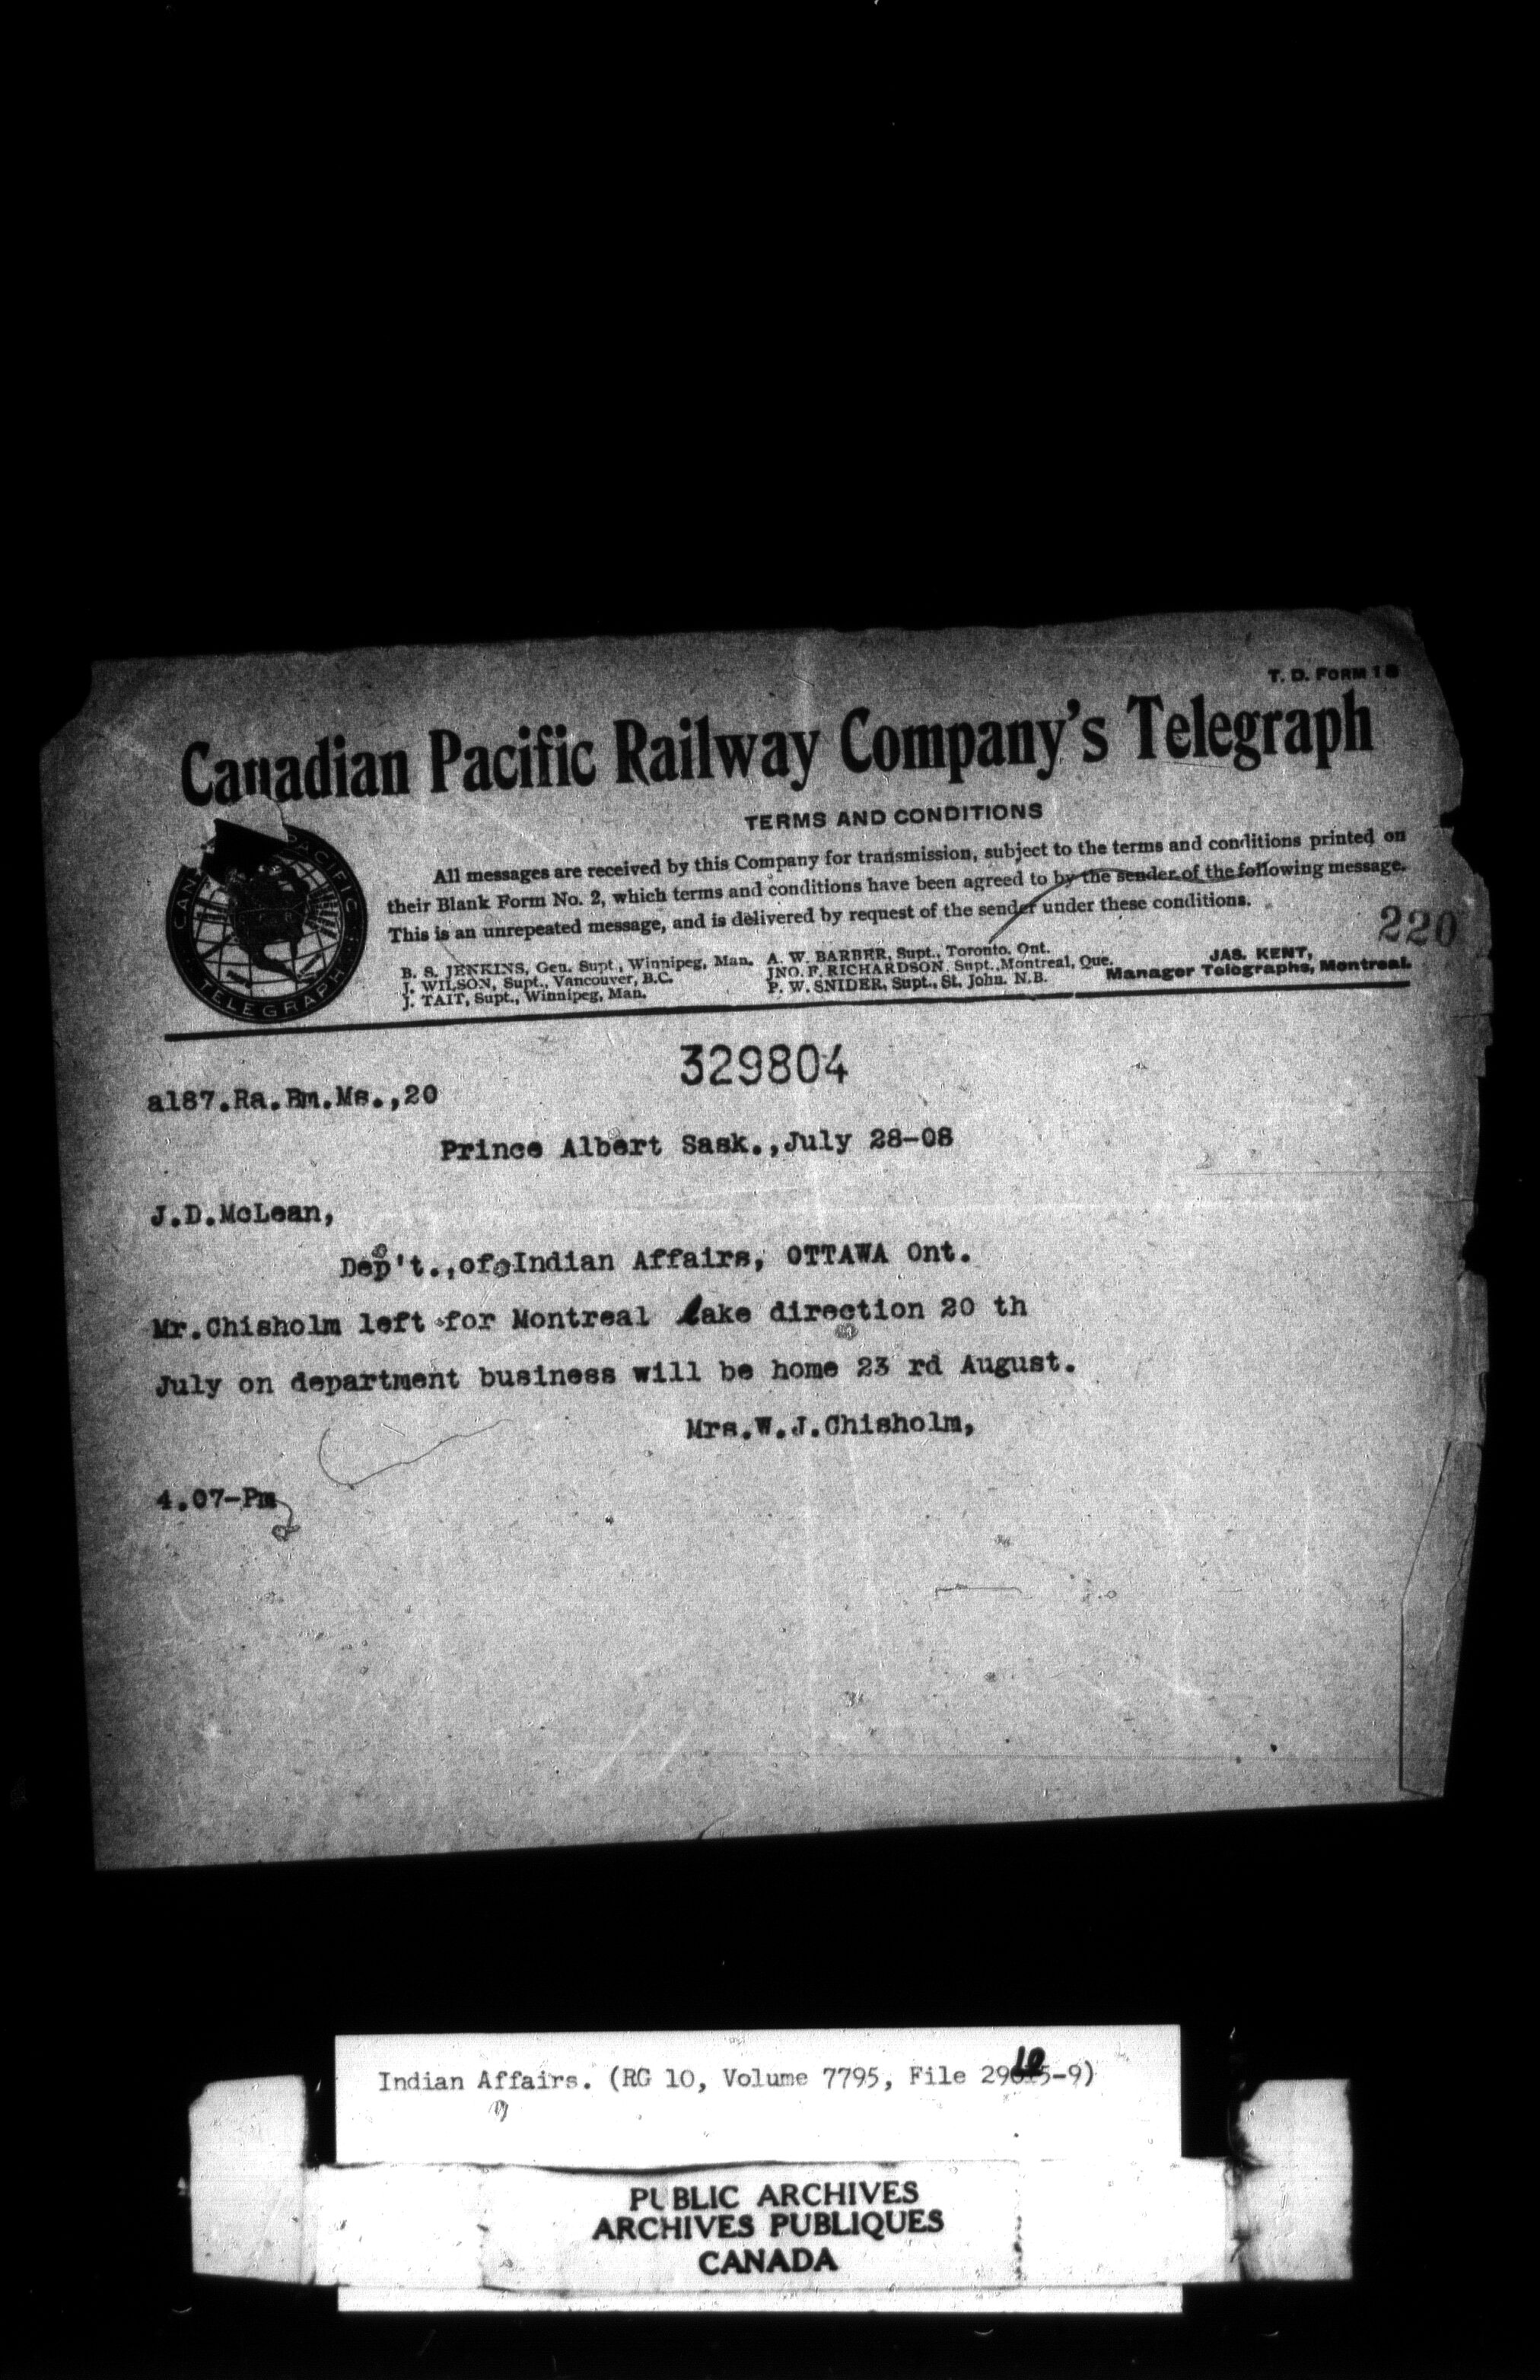 T. D. FORM 18
Canadian Pacific Railway Company's Telegraph
TERMS AND CONDITIONS
All messages are received by this Company for transmission, subject to the terms and conditions printed on
their Blank Form No. 2, which terms and conditions have been agreed to by the sender of the following message.
This is an unrepeated message, and is delivered by request of the sender under these conditions.
220
B. S. JENKINS, Gen. Supt., Winnipeg, Man.
J. WILSON, Supt., Vancouver, B.C.
J. TAIT, Supt., Winnipeg, Man.
A. W. BARBER, Supt., Toronto, Ont.
JNO. F. RICHARDSON, Supt., Montreal, Que.
P. W. SNIDER, Supt., St. John. N.B.
JAS. KENT,
Manager Telegraphs, Montreal.
PACIFIC
TELEGRAPH
329804
a187.Ra.Bm.Ms.,20
Prince Albert Sask.,July 28-08
J.D.McLean,
Dep't.,of Indian Affairs, OTTAWA Ont.
Mr.Chisholm left for Montreal lake direction 20 th
July on department business will be home 23 rd August.
Mrs.W.J.Chisholm,
4.07-Pm
Indian Affairs. (RG 10, Volume 7795, File 29105-9)
PUBLIC ARCHIVES
ARCHIVES PUBLIQUES
CANADA